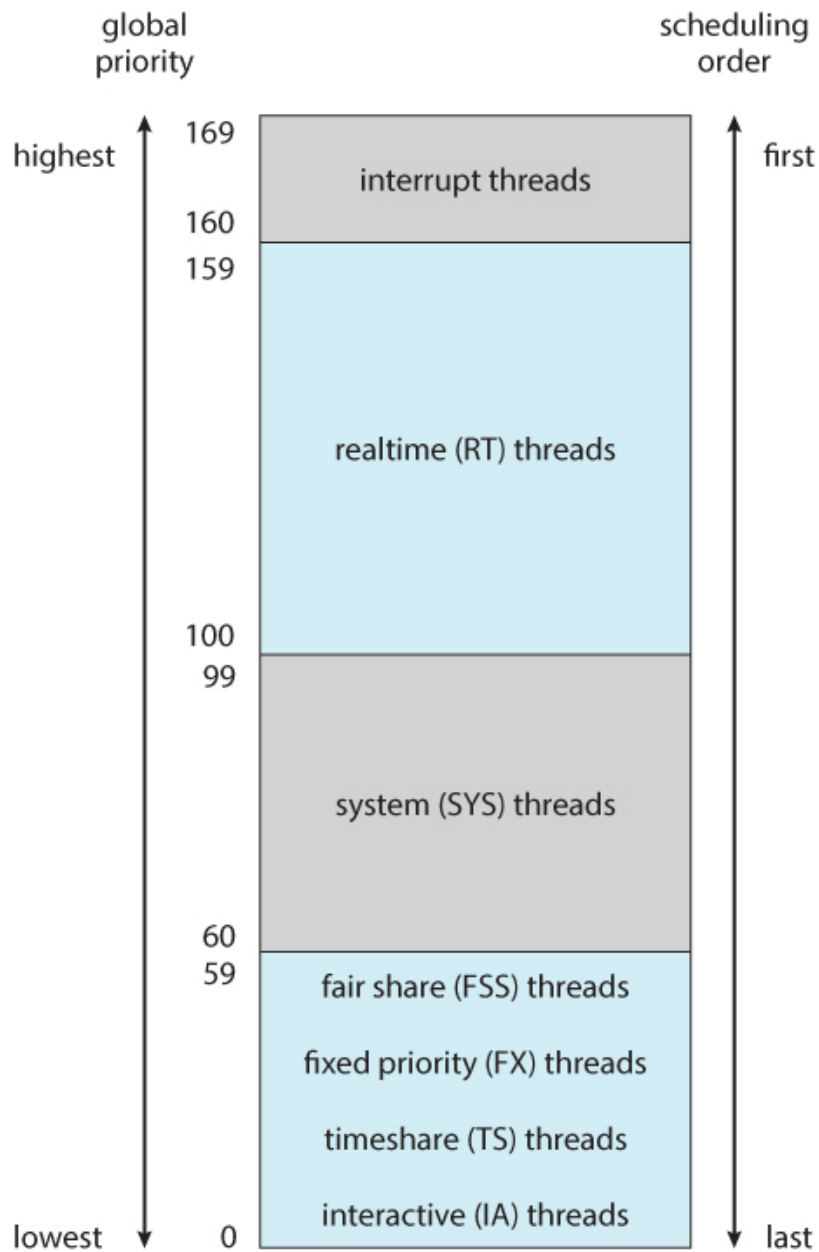 global
priority
scheduling
order
highest
169
interrupt threads
first
160
159
realtime (RT) threads
100
99
system (SYS) threads
60
59
fair share (FSS) threads
fixed priority (FX) threads
timeshare (TS) threads
interactive (IA) threads
lowest
0
last